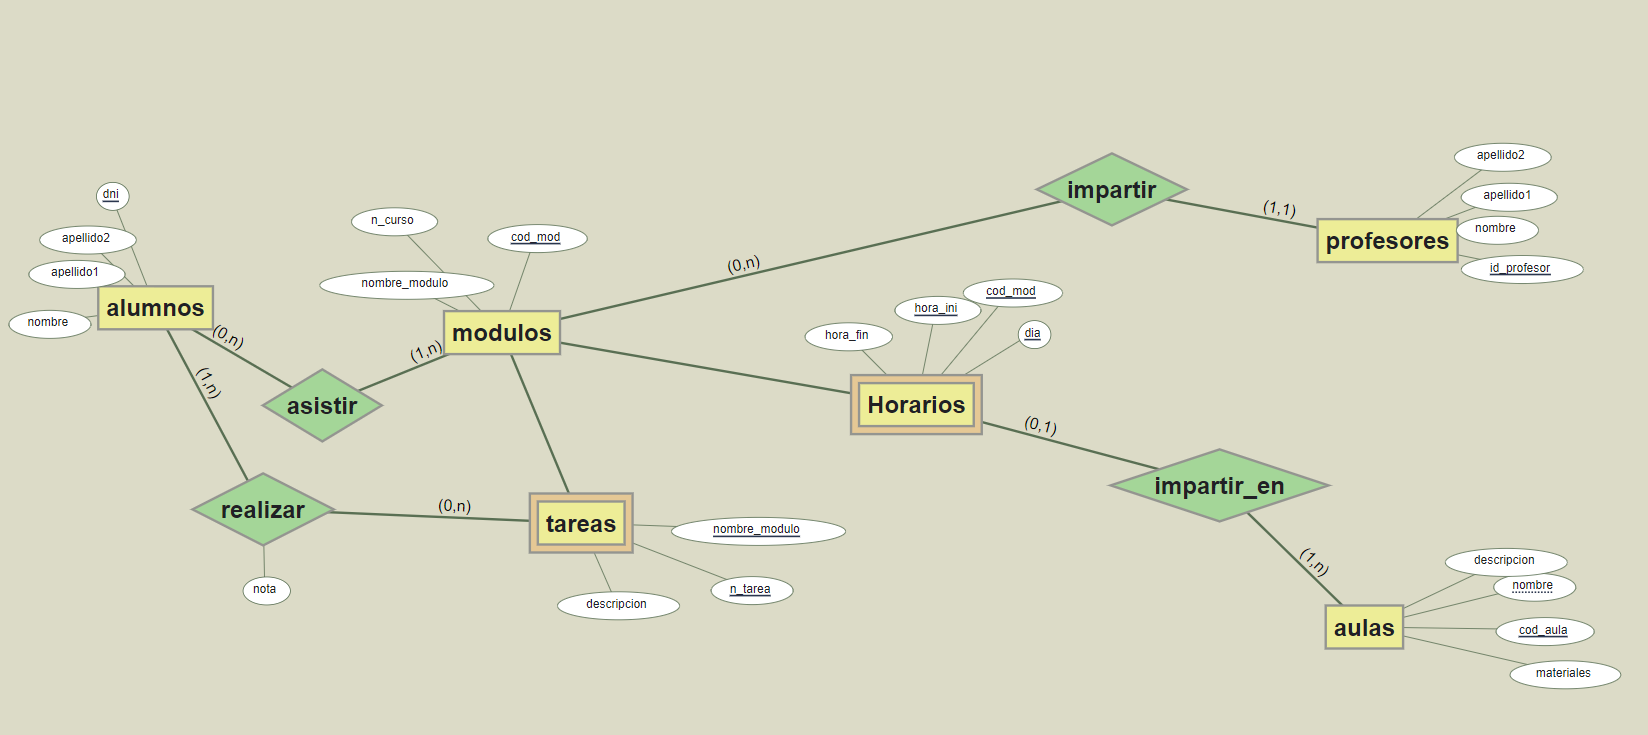 apellido2
impartir
apellido1
dni
(1,1)
n_curso
nombre
apellido2
cod_mod
profesores
(0,n)
id_profesor
apellido1
nombre_modulo
cod_mod
alumnos
hora_ini
nombre
(0,n)
modulos
hora_fin
dia
(1,n)
(1,n)
asistir
Horarios
(0,1)
impartir_en
realizar
(0,n)
tareas
nombre_modulo
(1,n)
descripcion
nota
n_tarea
nombre
descripcion
aulas
cod_aula
materiales